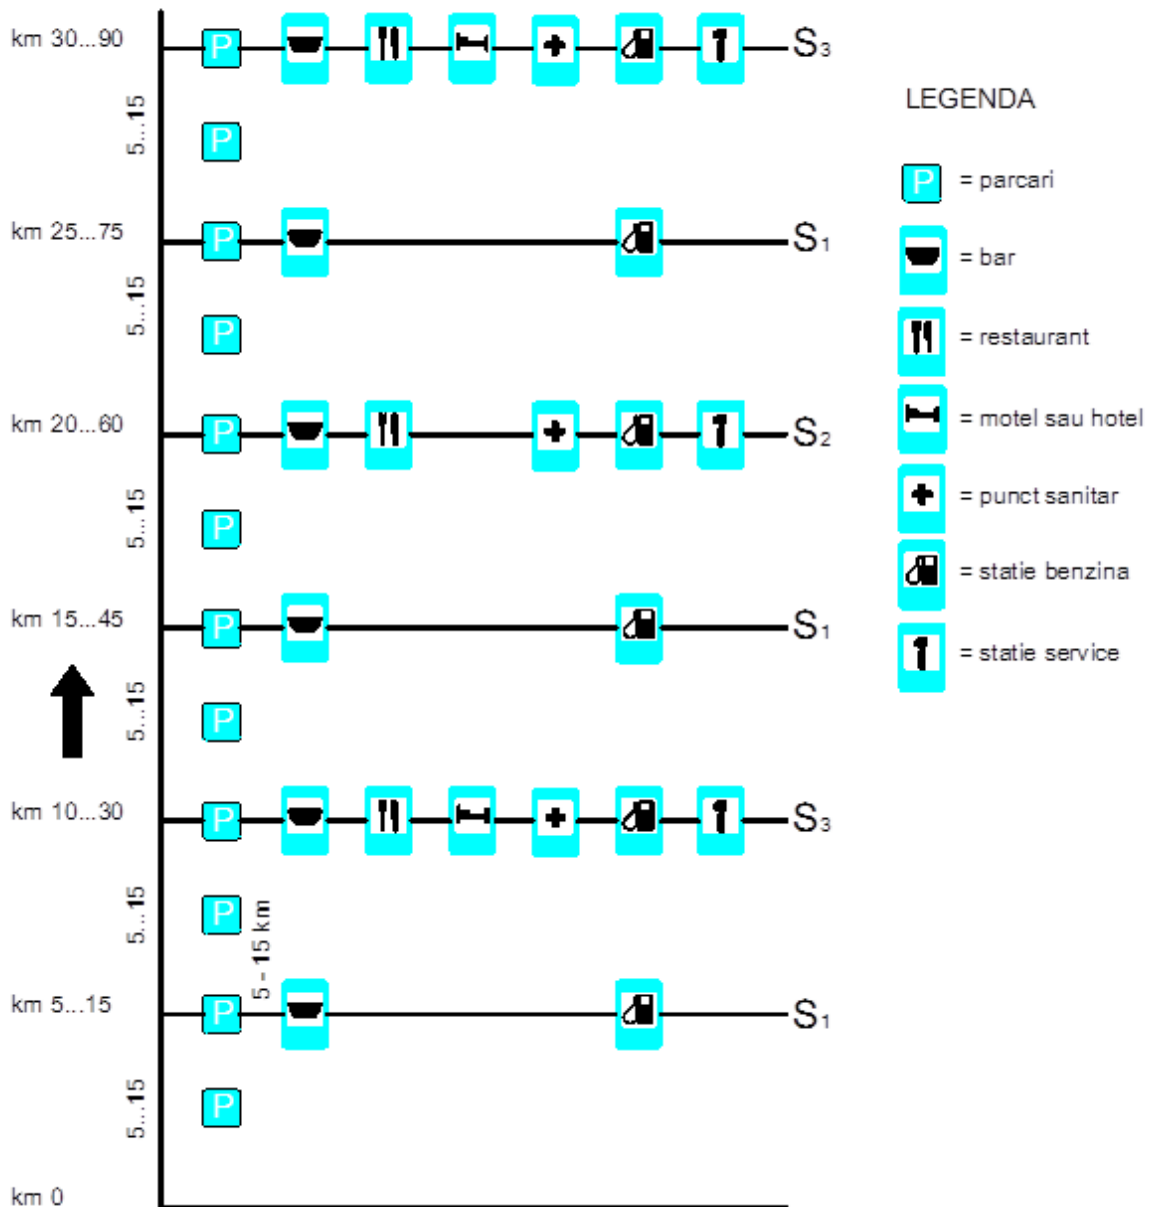 km 30...90
P
S3
5...15
P
LEGENDA
P = parcari
km 25...75
P
S1
= bar
5...15
P
= restaurant
km 20...60
P
S2
= motel sau hotel
5...15
P
= punct sanitar
= statie benzina
km 15...45
P
S1
= statie service
5...15
P
km 10...30
P
S3
5...15
P
5 - 15 km
km 5...15
P
S1
5...15
P
km 0